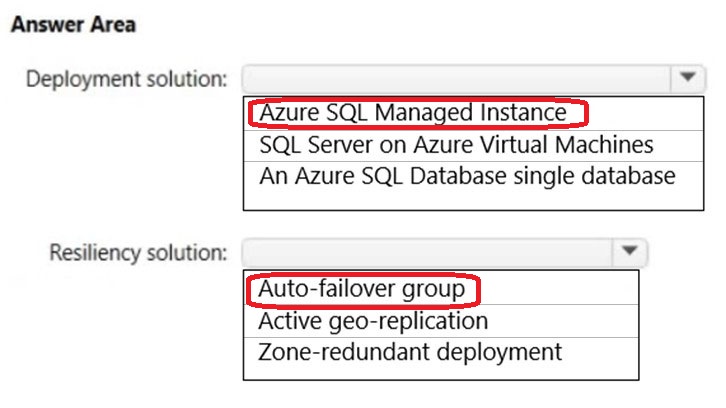 Answer Area
Deployment solution:
Azure SQL Managed Instance
SQL Server on Azure Virtual Machines
An Azure SQL Database single database
Resiliency solution:
Auto-failover group
Active geo-replication
Zone-redundant deployment